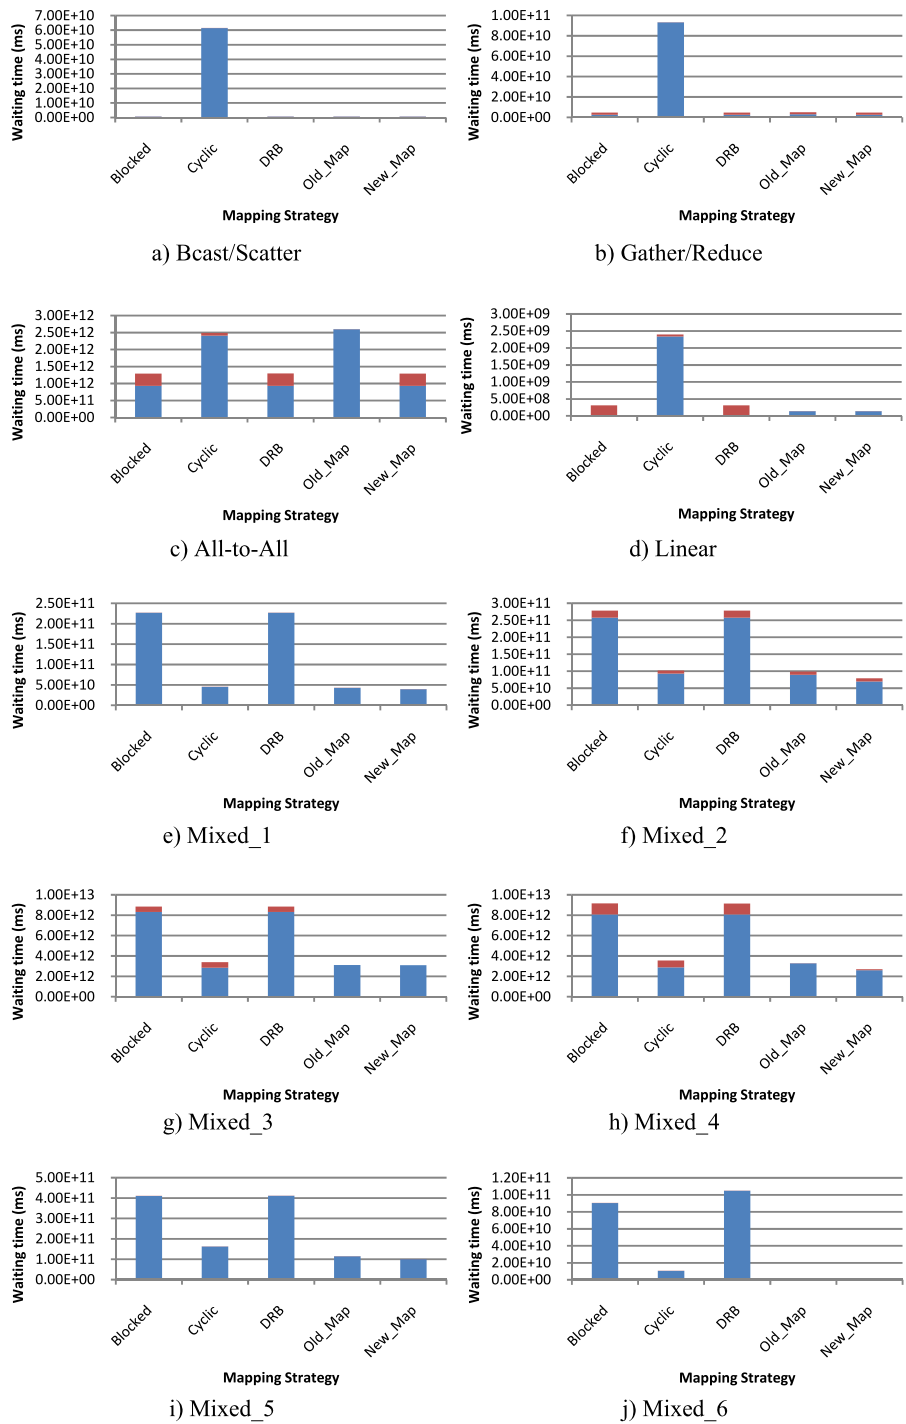 Waiting time (ms)
7.00E+10
6.00E+10
5.00E+10
4.00E+10
3.00E+10
2.00E+10
1.00E+10
0.00E+00
Blocked
Cyclic
DRB
Old_Map
New_Map
Mapping Strategy
a) Bcast/Scatter
Waiting time (ms)
1.00E+11
8.00E+10
6.00E+10
4.00E+10
2.00E+10
0.00E+00
Blocked
Cyclic
DRB
Old_Map
New_Map
Mapping Strategy
b) Gather/Reduce
Waiting time (ms)
3.00E+12
2.50E+12
2.00E+12
1.50E+12
1.00E+12
5.00E+11
0.00E+00
Blocked
Cyclic
DRB
Old_Map
New_Map
Mapping Strategy
c) All-to-All
Waiting time (ms)
3.00E+09
2.50E+09
2.00E+09
1.50E+09
1.00E+09
5.00E+08
0.00E+00
Blocked
Cyclic
DRB
Old_Map
New_Map
Mapping Strategy
d) Linear
Waiting time (ms)
2.50E+11
2.00E+11
1.50E+11
1.00E+11
5.00E+10
0.00E+00
Blocked
Cyclic
DRB
Old_Map
New_Map
Mapping Strategy
e) Mixed_1
Waiting time (ms)
3.00E+11
2.50E+11
2.00E+11
1.50E+11
1.00E+11
5.00E+10
0.00E+00
Blocked
Cyclic
DRB
Old_Map
New_Map
Mapping Strategy
f) Mixed_2
Waiting time (ms)
1.00E+13
8.00E+12
6.00E+12
4.00E+12
2.00E+12
0.00E+00
Blocked
Cyclic
DRB
Old_Map
New_Map
Mapping Strategy
g) Mixed_3
Waiting time (ms)
1.00E+13
8.00E+12
6.00E+12
4.00E+12
2.00E+12
0.00E+00
Blocked
Cyclic
DRB
Old_Map
New_Map
Mapping Strategy
h) Mixed_4
Waiting time (ms)
5.00E+11
4.00E+11
3.00E+11
2.00E+11
1.00E+11
0.00E+00
Blocked
Cyclic
DRB
Old_Map
New_Map
Mapping Strategy
i) Mixed_5
Waiting time (ms)
1.20E+11
1.00E+11
8.00E+10
6.00E+10
4.00E+10
2.00E+10
0.00E+00
Blocked
Cyclic
DRB
Old_Map
New_Map
Mapping Strategy
j) Mixed_6